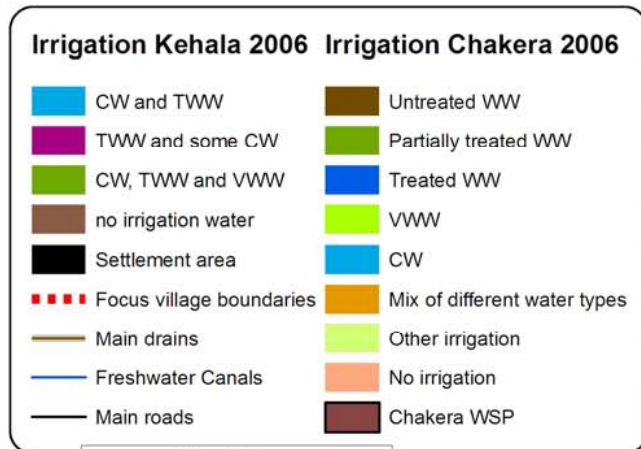 Irrigation Kehala 2006
CW and TWW
TWW and some CW
CW, TWW and VWW
no irrigation water
Settlement area
Focus village boundaries
Main drains
Freshwater Canals
Main roads
Irrigation Chakera 2006
Untreated WW
Partially treated WW
Treated WW
VWW
CW
Mix of different water types
Other irrigation
No irrigation
Chakera WSP